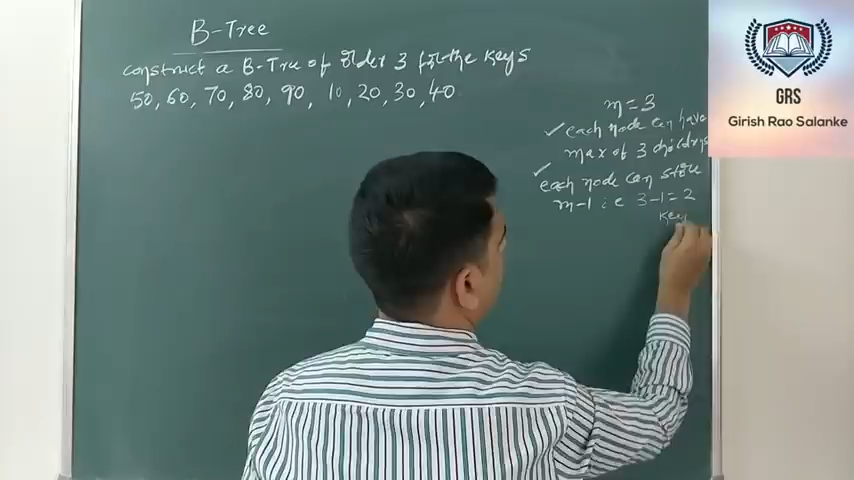 B-Tree
construct a B-Tree of order 3 for the keys
50, 60, 70, 80, 90, 10, 20, 30, 40
m = 3
✓ each node can have
max of 3 childrens
✓ each node can store
m-1 i.e 3-1 = 2
key
GRS
Girish Rao Salanke